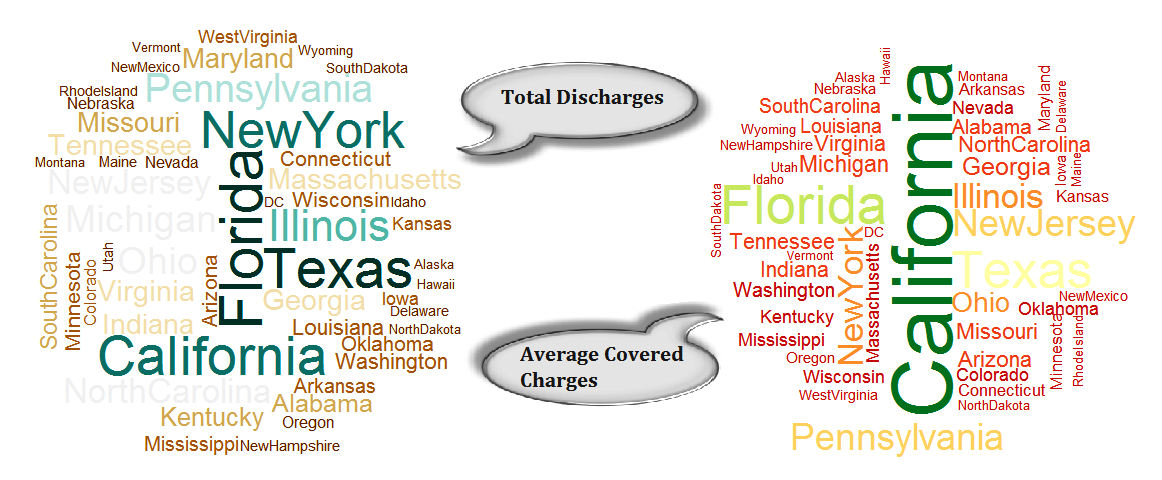 WestVirginia
Vermont
Maryland
Wyoming
NewMexico
SouthDakota
Pennsylvania
RhodeIsland
Nebraska
Missouri
NewYork
Tennessee
Connecticut
Montana
Maine
Nevada
NewJersey
Massachusetts
Florida
DC
Wisconsin
Idaho
SouthCarolina
Michigan
Illinois
Kansas
Utah
Ohio
Minnesota
Colorado
Arizona
Texas
Alaska
Hawaii
Virginia
Georgia
Iowa
Delaware
Indiana
Louisiana
NorthDakota
Oklahoma
California
Washington
NorthCarolina
Arkansas
Alabama
Kentucky
Oregon
Mississippi
NewHampshire
Total Discharges
Average Covered
Charges
Hawaii
Alaska
Nebraska
California
Montana
Arkansas
Maryland
Delaware
SouthCarolina
Nevada
Wyoming
Louisiana
Alabama
NewHampshire
Virginia
NorthCarolina
Utah
Michigan
Georgia
Iowa
Maine
Idaho
SouthDakota
Florida
Illinois
Kansas
NewJersey
Tennessee
NewYork
DC
Vermont
Massachusetts
Indiana
Texas
Washington
Ohio
NewMexico
Oklahoma
Kentucky
Missouri
Minnesota
RhodeIsland
Mississippi
Oregon
Arizona
Wisconsin
Colorado
WestVirginia
Connecticut
NorthDakota
Pennsylvania